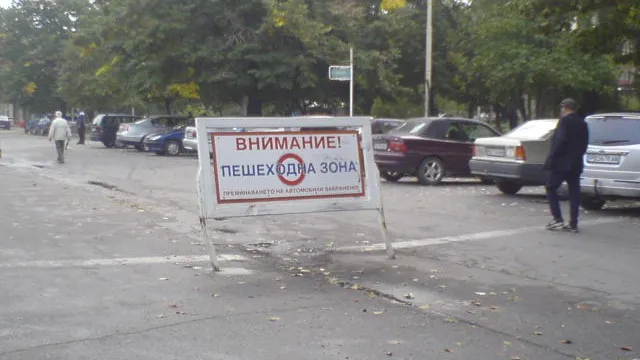 ВНИМАНИЕ!
ПЕШЕХОДНА ЗОНА
ПРЕМИНАВАНЕТО НА АВТОМОБИЛИ ЗАБРАНЕНО